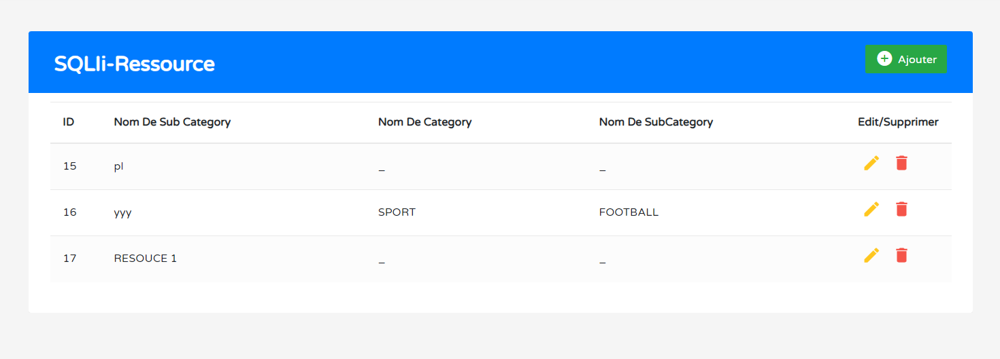 SQLIi-Ressource
Ajouter
ID Nom De Sub Category Nom De Category Nom De SubCategory Edit/Supprimer
15 pl _ _
16 yyy SPORT FOOTBALL
17 RESOUCE 1 _ _